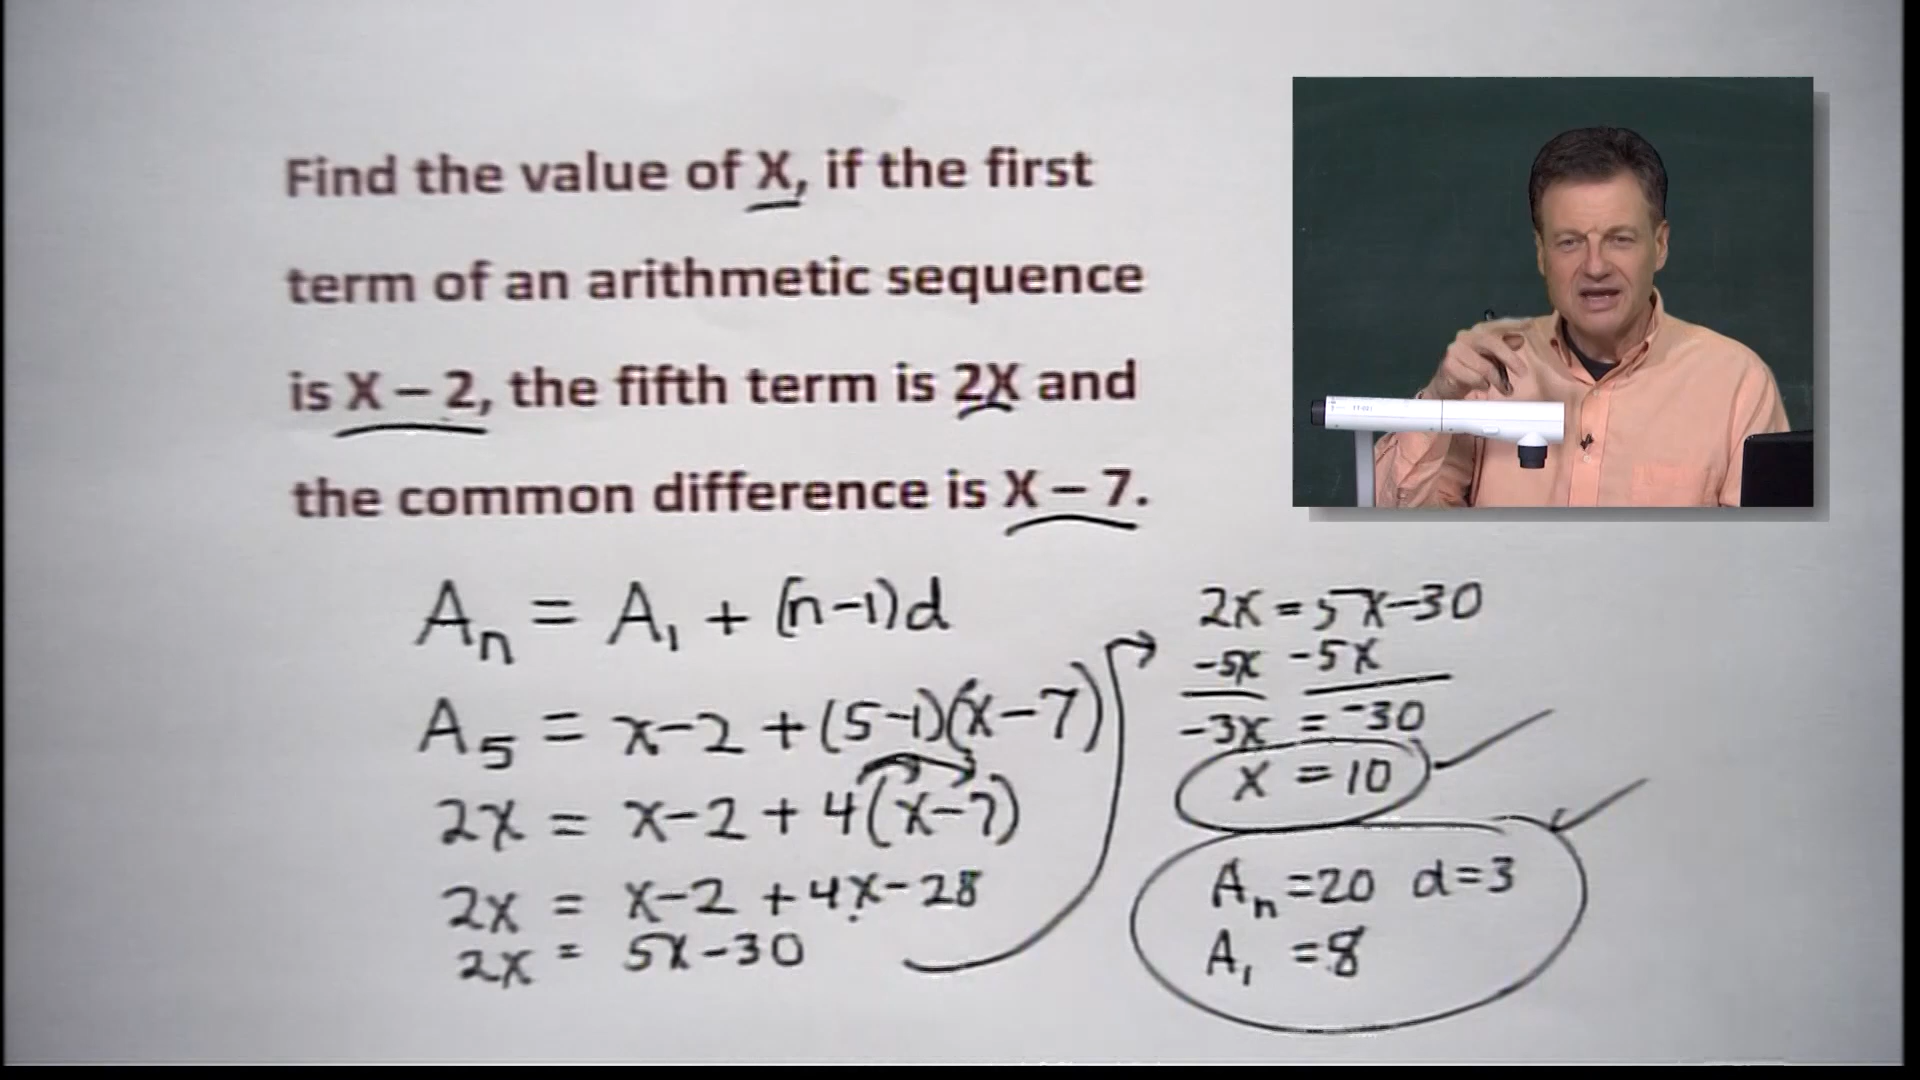 Find the value of X, if the first
term of an arithmetic sequence
is X – 2, the fifth term is 2X and
the common difference is X – 7.
Aₙ = A₁ + (n-1)d
A₅ = x-2 + (5-1)(x-7)
2x = x-2 + 4(x-7)
2x = x-2 + 4x-28
2x = 5x-30
2x = 5x-30
-5x -5x
-3x = -30
x = 10
Aₙ = 20 d = 3
A₁ = 8